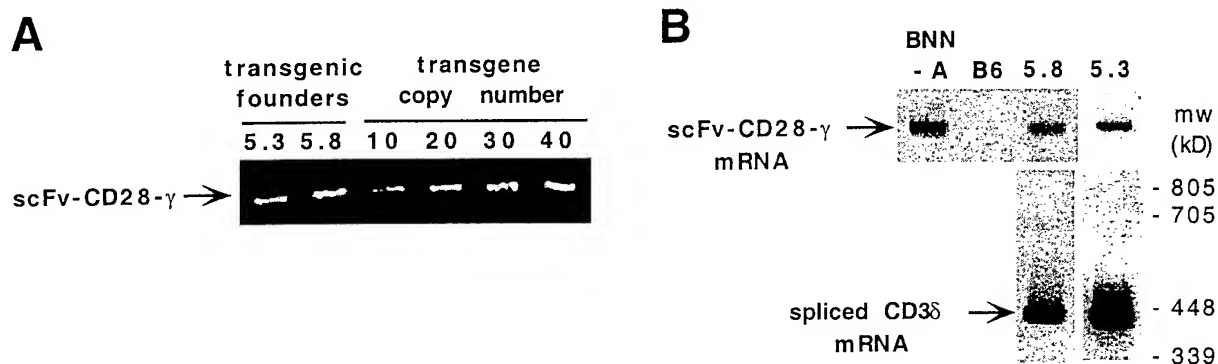 A
transgenic founders
transgene copy number
5.3 5.8 10 20 30 40
scFv-CD28-γ
B
BNN - A B6 5.8 5.3
scFv-CD28-γ mRNA
mw (kD)
- 805
- 705
spliced CD3δ mRNA
- 448
- 339